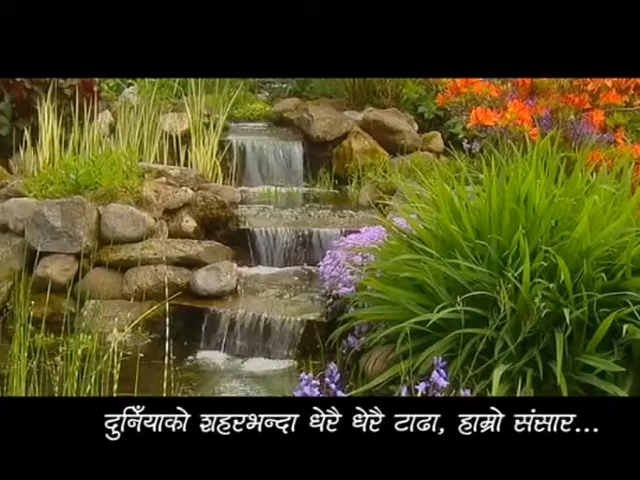 दुनिँयाको शहरभन्दा धेरै धेरै टाढा, हाम्रो संसार...